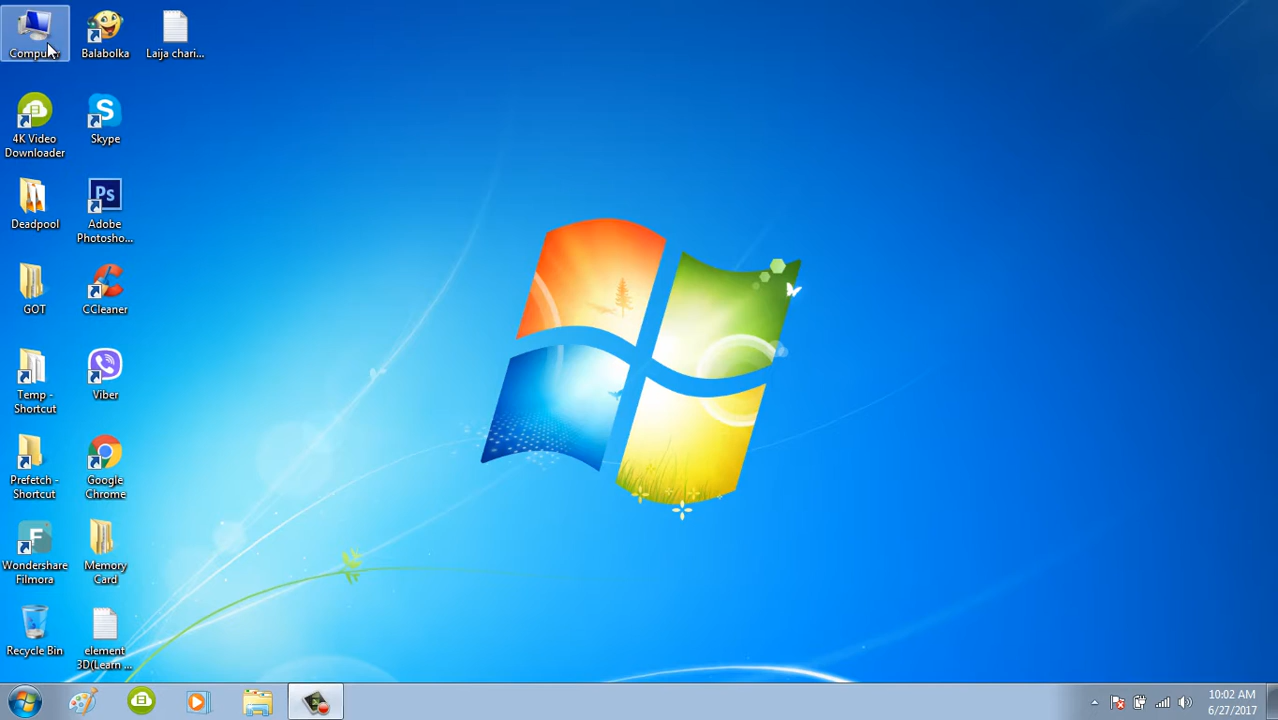 Balabolka
Laija chari...
4K Video
Downloader
Skype
Deadpool
Ps
Adobe
Photosho...
GOT
CCleaner
Temp -
Shortcut
Viber
Prefetch -
Shortcut
Google
Chrome
Wondershare
Filmora
Memory
Card
Recycle Bin
element
3D(Learn ...
10:02 AM
6/27/2017